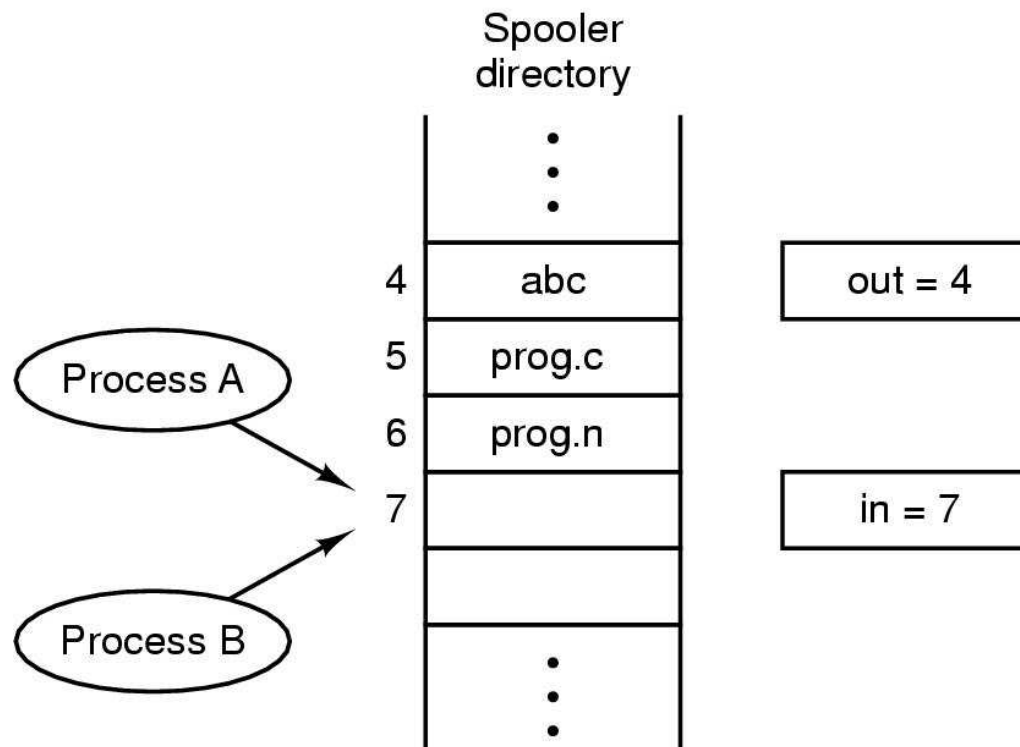 Spooler
directory
4
abc
out = 4
Process A
5
prog.c
6
prog.n
7
in = 7
Process B